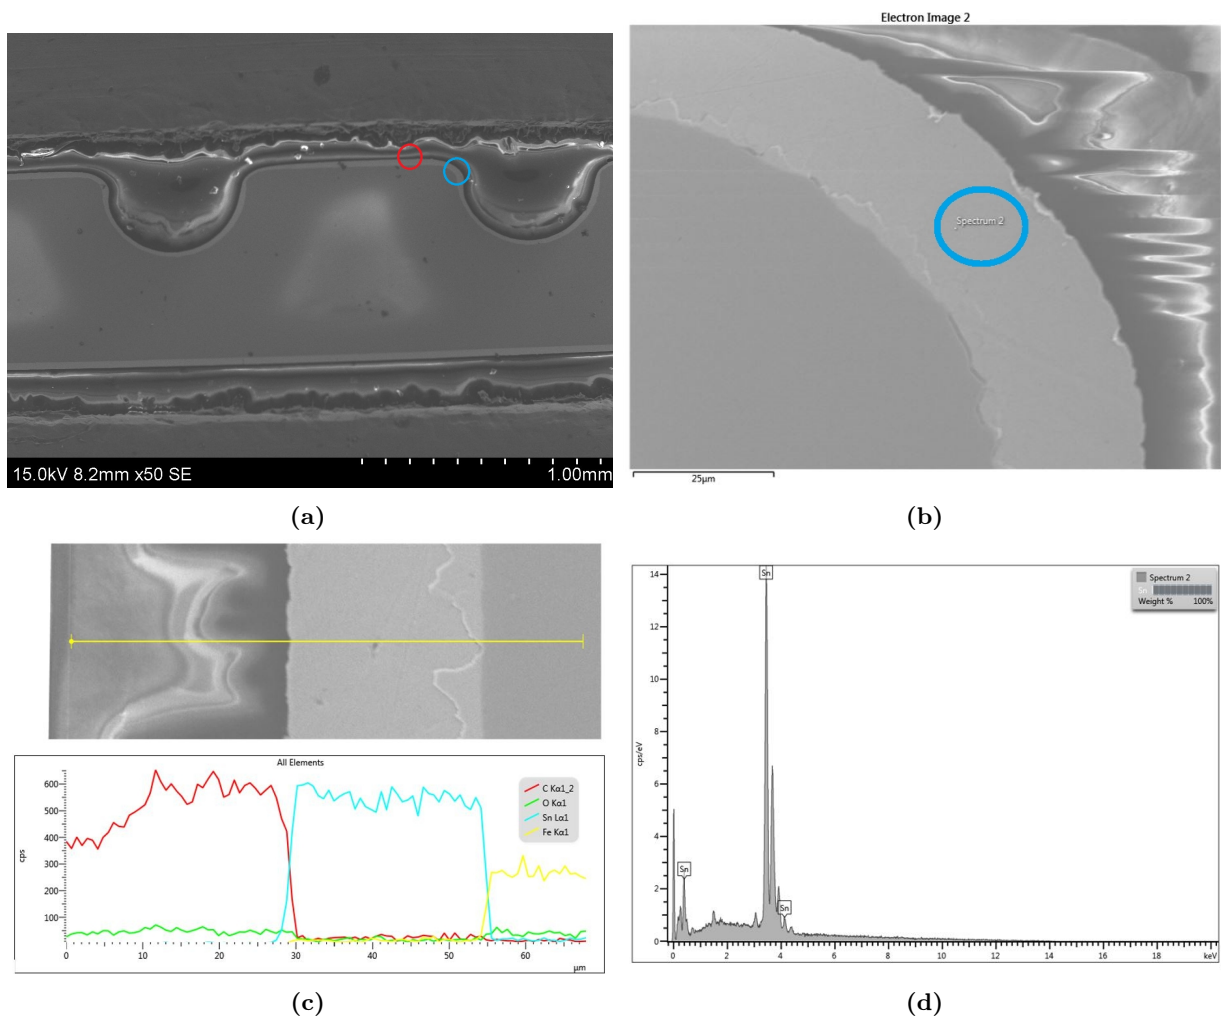 Electron Image 2
15.0kV 8.2mm x50 SE
1.00mm
Spectrum 2
25μm
(a)
(b)
All Elements
600
500
400
300
200
100
cps
C Kα1_2
O Kα1
Sn Lα1
Fe Kα1
0 10 20 30 40 50 60
μm
Spectrum 2
Sn
Weight % 100%
Sn
Sn
Sn
14
12
10
8
6
4
2
0
cps/eV
0 2 4 6 8 10 12 14 16 18
keV
(c)
(d)